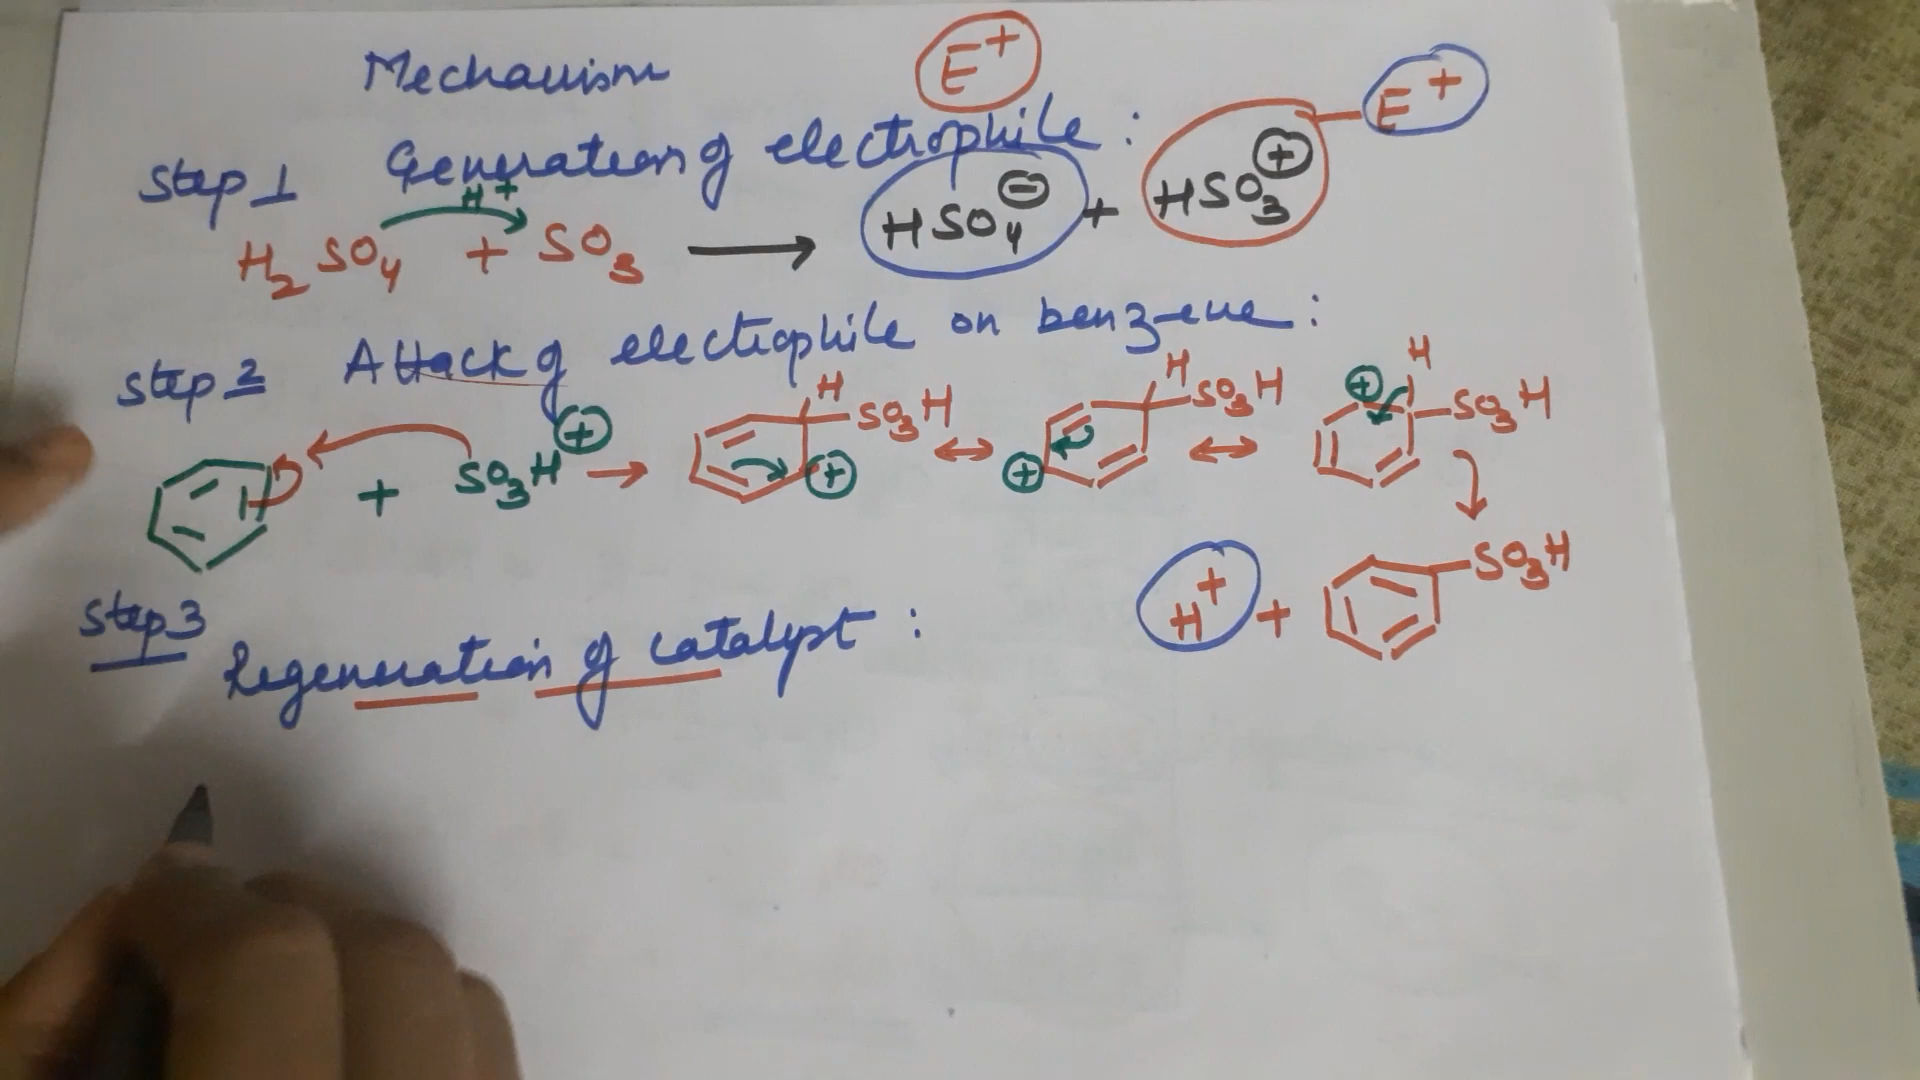 Mechanism E⁺
Step 1 Generation of electrophile : E⁺
H⁺
H₂SO₄ + SO₃ ⟶ HSO₄⊖ + HSO₃⊕
Step 2 Attack of electrophile on benzene :
+ SO₃H⊕ → H SO₃H ⊕ ↔ H SO₃H ⊕ ↔ ⊕ H SO₃H
H⁺ + SO₃H
Step 3
Regeneration of catalyst :